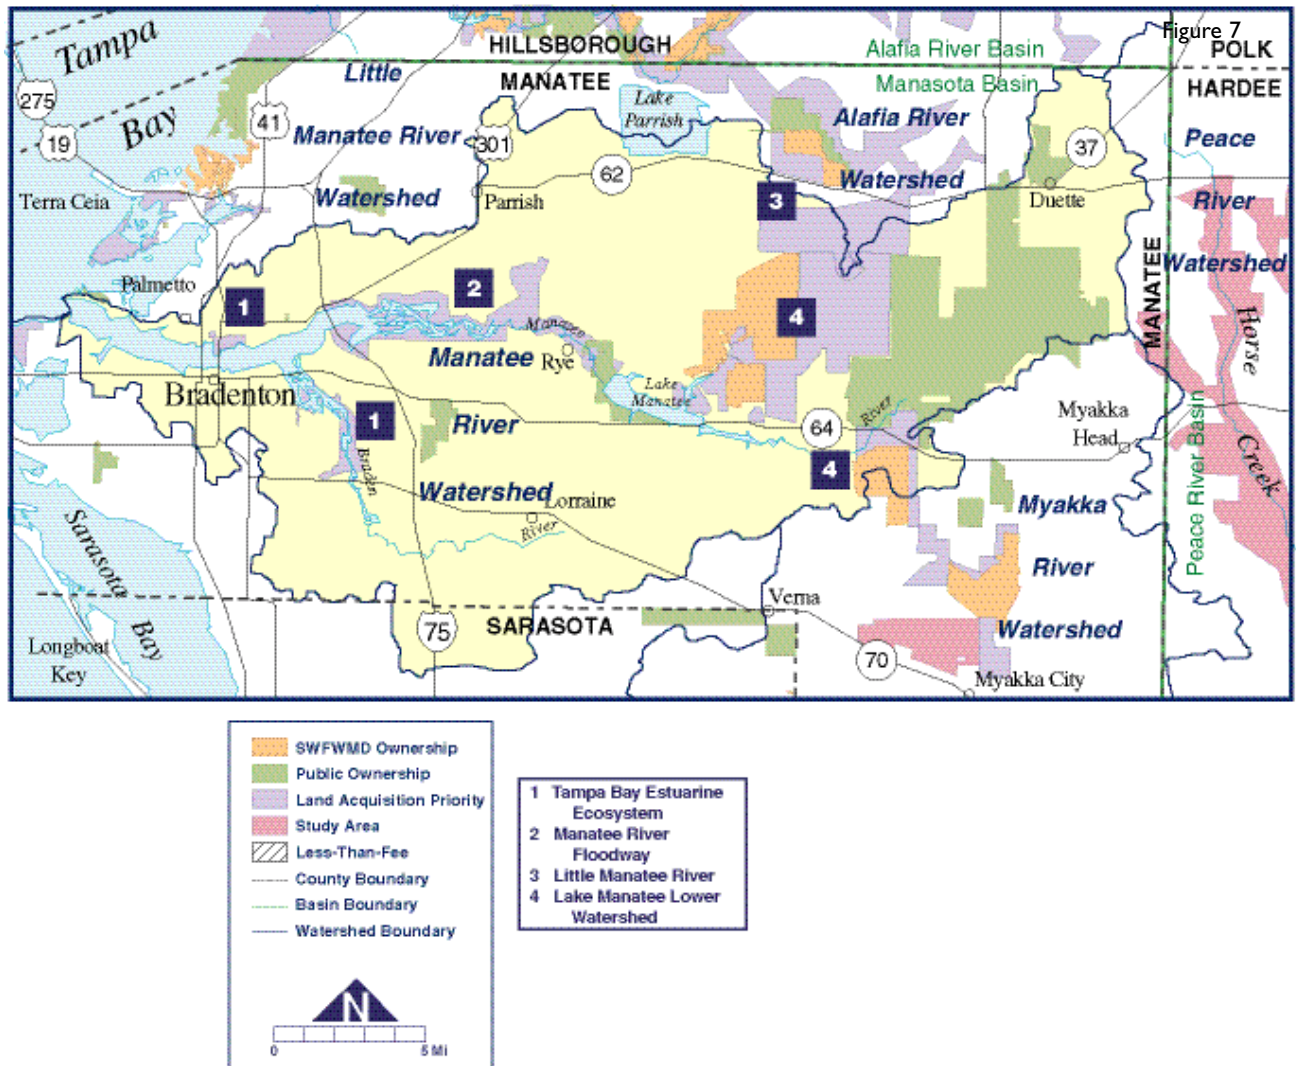 Figure 7
Tampa
Bay
HILLSBOROUGH
MANATEE
Alafia River Basin
Manasota Basin
POLK
HARDEE
275
19
41
301
62
37
Little
Manatee River
Watershed
Lake
Parrish
Alafia River
Watershed
Peace
River
Watershed
Terra Ceia
Parrish
Duette
3
Palmetto
1
2
4
MANATEE
Horse
Creek
Manatee
Rye
Manatee
River
Watershed
Lake
Manatee
River
Bradenton
1
Braden
River
64
4
Myakka
Head
Peace River Basin
Lorraine
Myakka
River
Watershed
Sarasota
Bay
Longboat
Key
75
SARASOTA
Verna
70
Myakka City
SWFWMD Ownership
Public Ownership
Land Acquisition Priority
Study Area
Less-Than-Fee
County Boundary
Basin Boundary
Watershed Boundary
N
0 5 Mi
1 Tampa Bay Estuarine
Ecosystem
2 Manatee River
Floodway
3 Little Manatee River
4 Lake Manatee Lower
Watershed